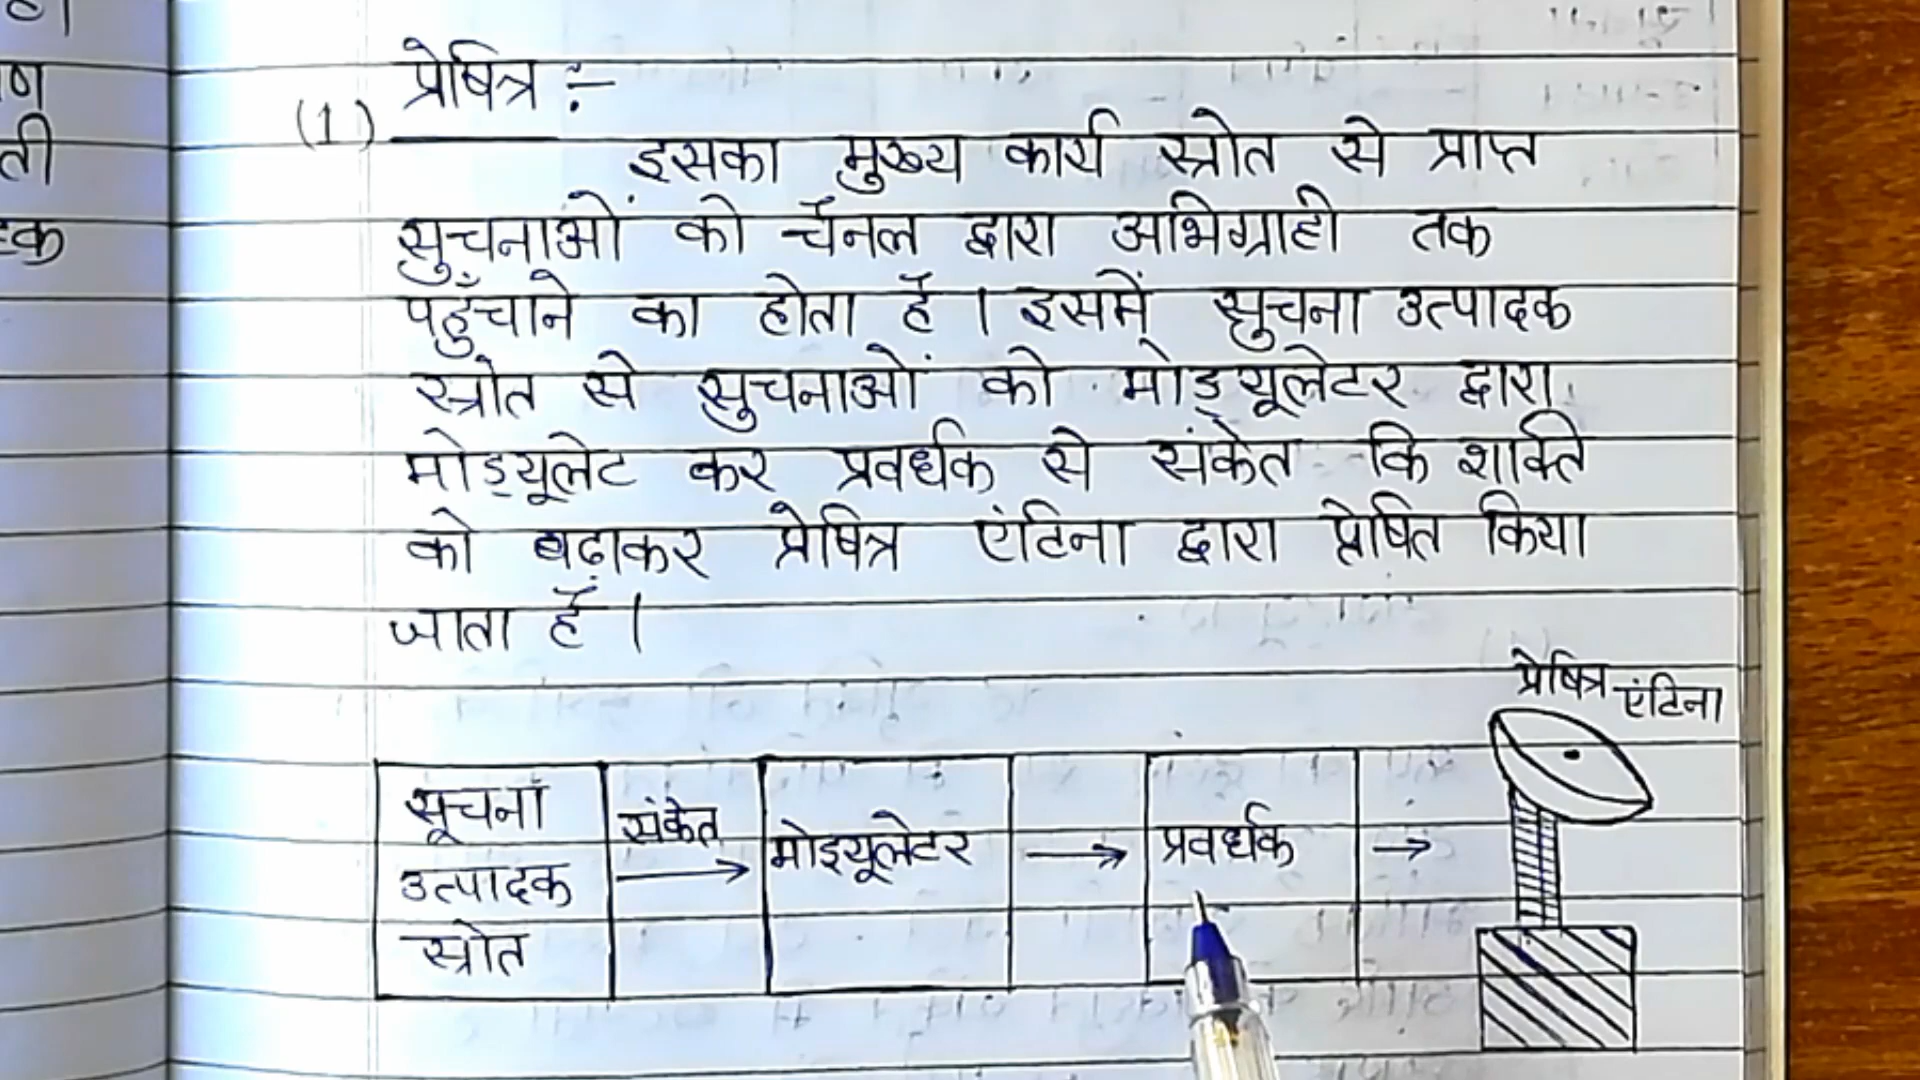 (1) प्रेषित्र :-
इसका मुख्य कार्य स्त्रोत से प्राप्त
सुचनाओं को चैनल द्वारा अभिग्राही तक
पहुँचाने का होता है । इसमें सुचना उत्पादक
स्त्रोत से सुचनाओं को मोड्यूलेटर द्वारा
मोड्यूलेट कर प्रवर्धक से संकेत कि शक्ति
को बढ़ाकर प्रेषित्र एंटिना द्वारा प्रेषित किया
जाता है ।
प्रेषित्र एंटिना
सूचना
उत्पादक
स्त्रोत
संकेत
मोड्यूलेटर
प्रवर्धक